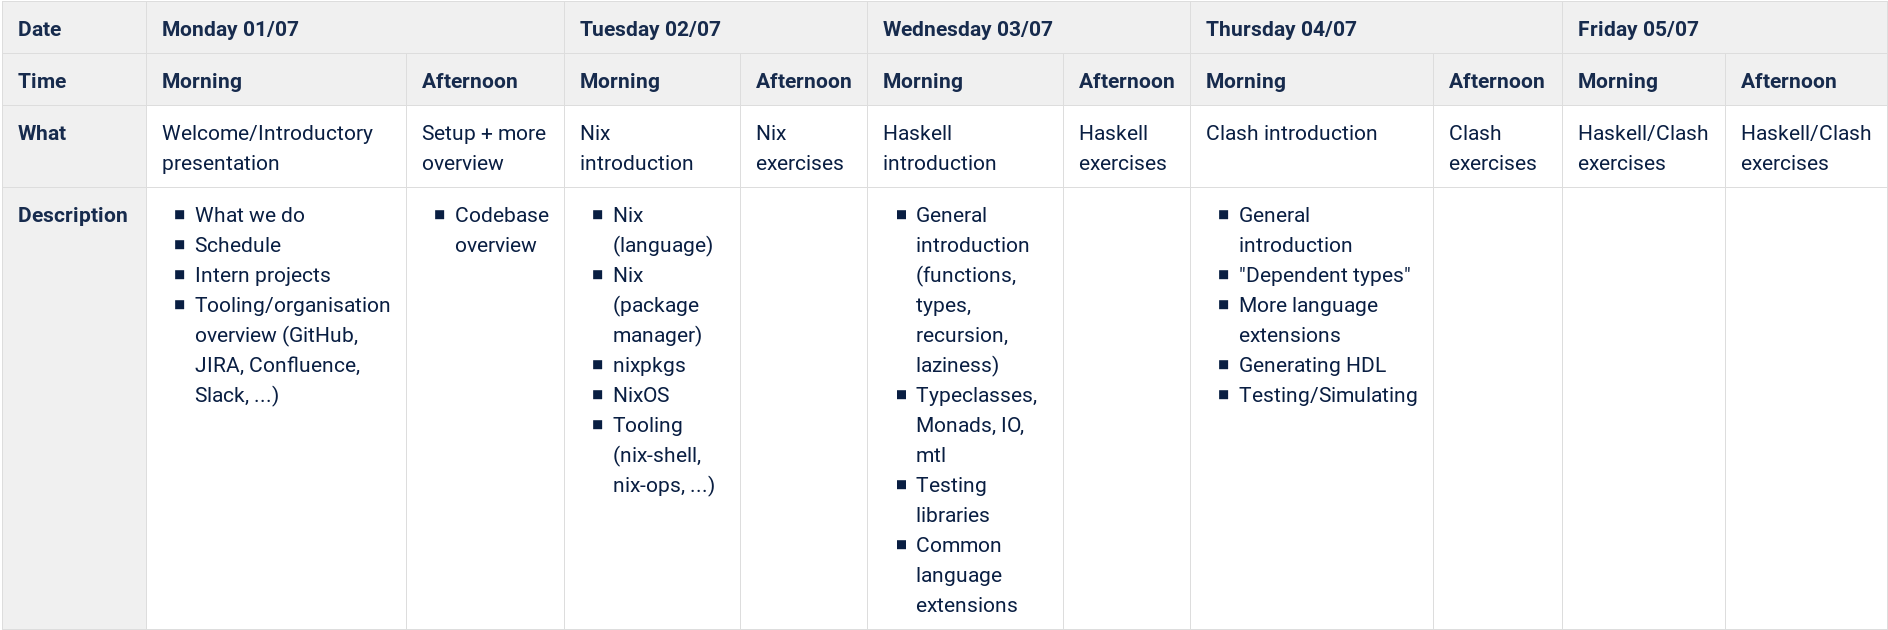 Date Monday 01/07 Tuesday 02/07 Wednesday 03/07 Thursday 04/07 Friday 05/07
Time Morning Afternoon Morning Afternoon Morning Afternoon Morning Afternoon Morning Afternoon
What
Welcome/Introductory
presentation
Setup + more
overview
Nix
introduction
Nix
exercises
Haskell
introduction
Haskell
exercises
Clash introduction
Clash
exercises
Haskell/Clash
exercises
Haskell/Clash
exercises
Description
■ What we do
■ Schedule
■ Intern projects
■ Tooling/organisation
overview (GitHub,
JIRA, Confluence,
Slack, ...)
■ Codebase
overview
■ Nix
(language)
■ Nix
(package
manager)
■ nixpkgs
■ NixOS
■ Tooling
(nix-shell,
nix-ops, ...)
■ General
introduction
(functions,
types,
recursion,
laziness)
■ Typeclasses,
Monads, IO,
mtl
■ Testing
libraries
■ Common
language
extensions
■ General
introduction
■ "Dependent types"
■ More language
extensions
■ Generating HDL
■ Testing/Simulating